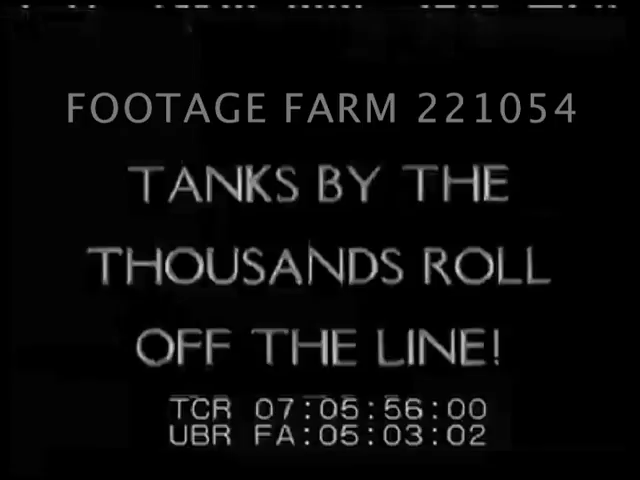 FOOTAGE FARM 221054
TANKS BY THE
THOUSANDS ROLL
OFF THE LINE!
TCR 07:05:56:00
UBR FA:05:03:02